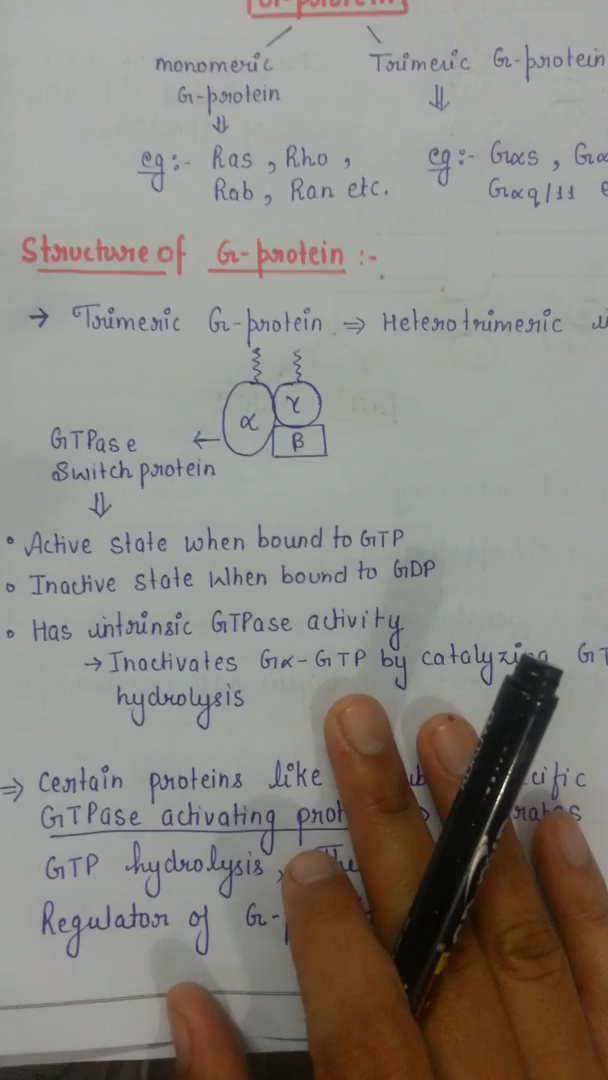 G-protein
monomeric G-protein
Trimeric G-protein
eg:- Ras, Rho, Rab, Ran etc.
eg:- Gαs,
Gαq/11
Structure of G-protein :-
→ Trimeric G-protein ⇒ Heterotrimeric
α
γ
β
GTPase ←
Switch protein
• Active state when bound to GTP
• Inactive state When bound to GDP
• Has intrinsic GTPase activity
→ Inactivates Gα-GTP by catalyzing
hydrolysis
⇒ Certain proteins like
GTPase activating
GTP hydrolysis,
Regulator of